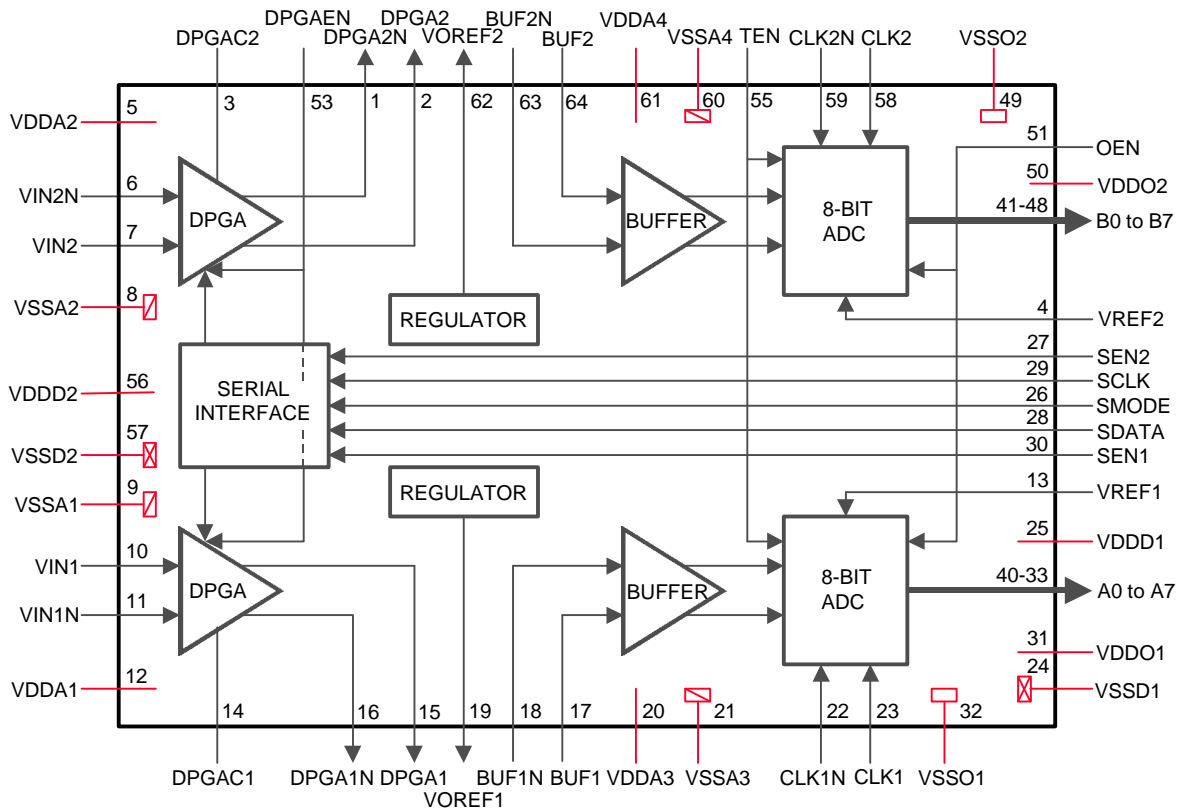 DPGAEN DPGA2 BUF2N VDDA4
DPGAC2 DPGA2N VOREF2 BUF2 VSSA4 TEN CLK2N CLK2 VSSO2
5 3 53 1 2 62 63 64 61 60 55 59 58 49
VDDA2
51 OEN
6 50
VIN2N VDDO2
DPGA BUFFER 8-BIT
ADC
41-48
B0 to B7
7
VIN2
8 4
VSSA2 REGULATOR VREF2
27
SEN2
56 29
VDDD2 SERIAL
INTERFACE
SCLK
26
SMODE
57 28
VSSD2 SDATA
30
SEN1
9 13
VSSA1 REGULATOR VREF1
10 25
VIN1 VDDD1
DPGA BUFFER 8-BIT
ADC
40-33
A0 to A7
11
VIN1N
31
VDDO1
12 24
VDDA1 VSSD1
14 16 15 19 18 17 20 21 22 23 32
DPGAC1 DPGA1N DPGA1 BUF1N BUF1 VDDA3 VSSA3 CLK1N CLK1 VSSO1
VOREF1